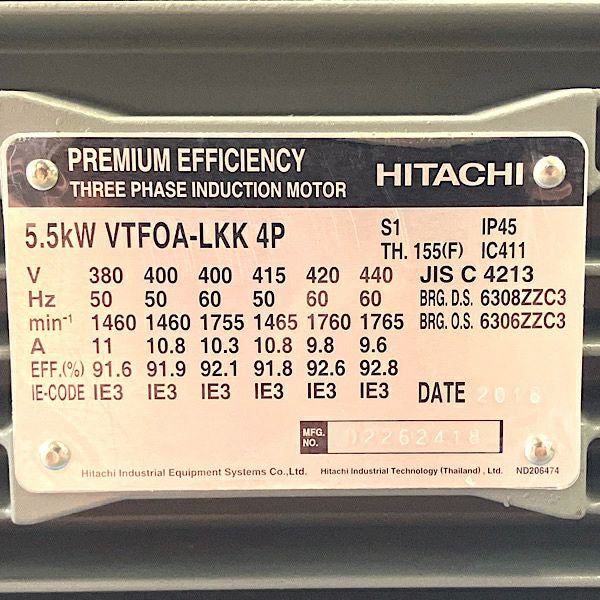 PREMIUM EFFICIENCY
THREE PHASE INDUCTION MOTOR
HITACHI
5.5kW VTFOA-LKK 4P
S1 IP45
TH. 155(F) IC411
V 380 400 400 415 420 440
JIS C 4213
Hz 50 50 60 50 60 60
BRG. D.S. 6308ZZC3
min⁻¹ 1460 1460 1755 1465 1760 1765
BRG. O.S. 6306ZZC3
A 11 10.8 10.3 10.8 9.8 9.6
EFF.(%) 91.6 91.9 92.1 91.8 92.6 92.8
IE-CODE IE3 IE3 IE3 IE3 IE3 IE3
DATE 2018
MFG. NO. D2262418
Hitachi Industrial Equipment Systems Co.,Ltd. Hitachi Industrial Technology (Thailand) , Ltd. ND206474